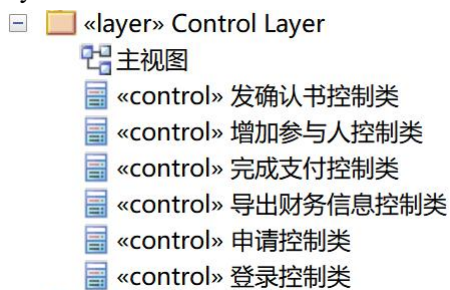 «layer» Control Layer
主视图
«control» 发确认书控制类
«control» 增加参与人控制类
«control» 完成支付控制类
«control» 导出财务信息控制类
«control» 申请控制类
«control» 登录控制类